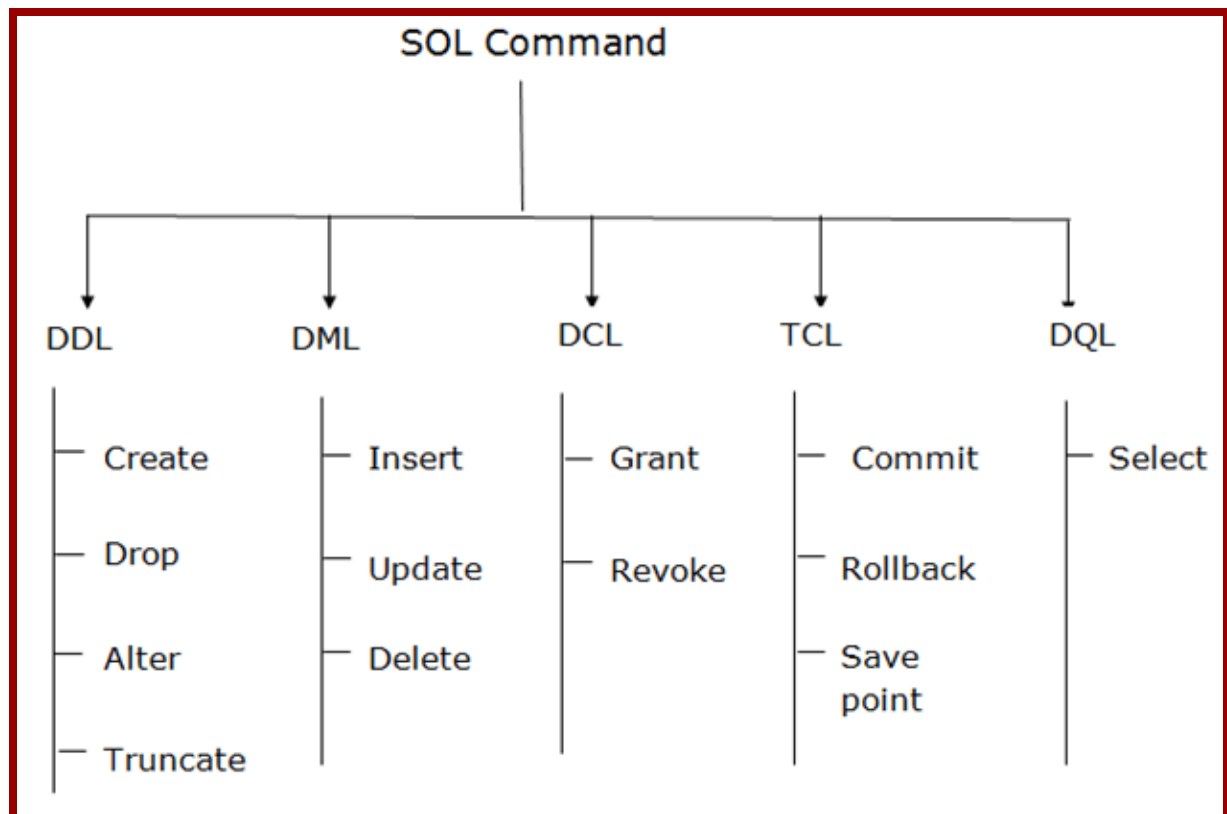 SOL Command
DDL
DML
DCL
TCL
DQL
Create
Drop
Alter
Truncate
Insert
Update
Delete
Grant
Revoke
Commit
Rollback
Save
point
Select